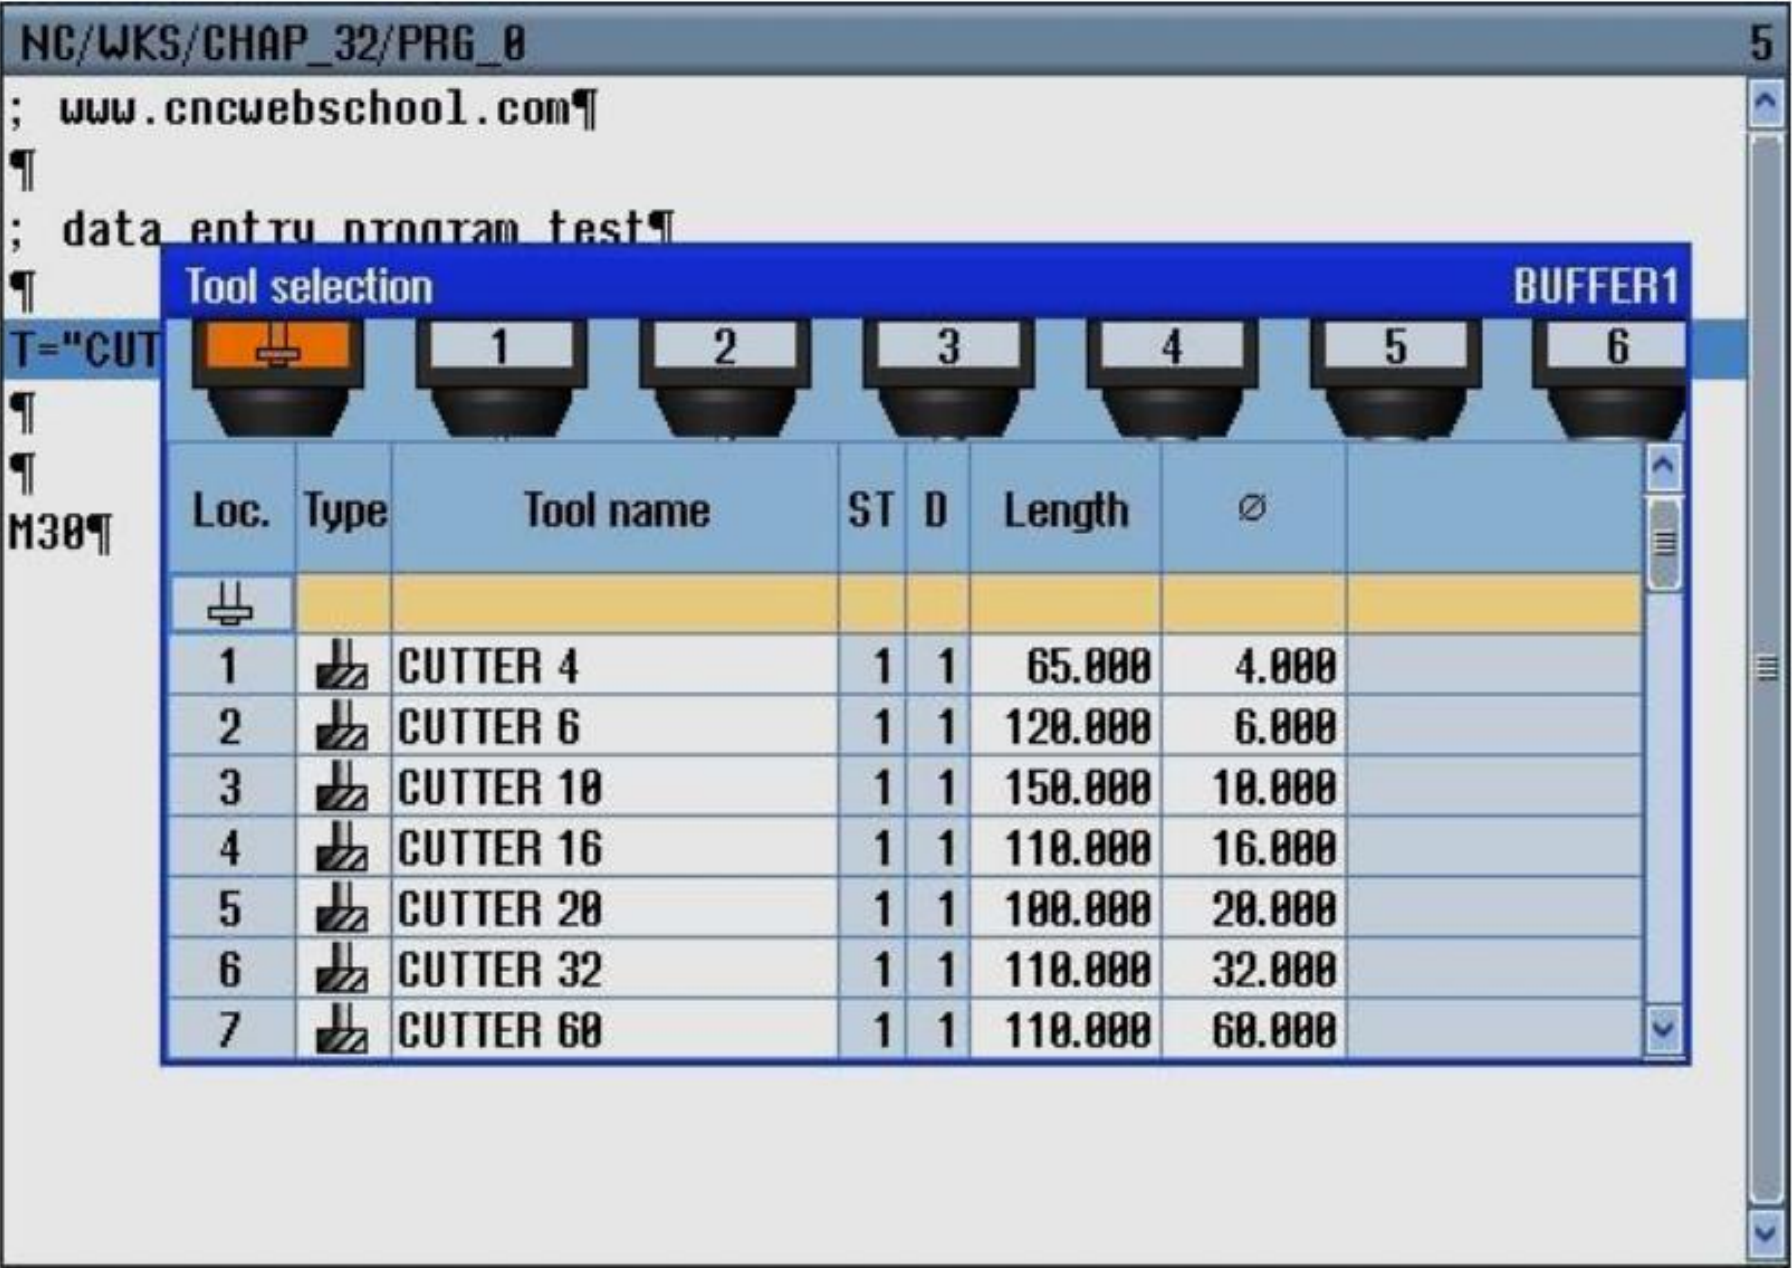 NC/WKS/CHAP_32/PRG_0 5
; www.cncwebschool.com¶
¶
; data entry program test¶
¶
Tool selection BUFFER1
T="CUT 1 2 3 4 5 6
¶
¶
M30¶
Loc. Type Tool name ST D Length Ø
1 CUTTER 4 1 1 65.000 4.000
2 CUTTER 6 1 1 120.000 6.000
3 CUTTER 10 1 1 150.000 10.000
4 CUTTER 16 1 1 110.000 16.000
5 CUTTER 20 1 1 100.000 20.000
6 CUTTER 32 1 1 110.000 32.000
7 CUTTER 60 1 1 110.000 60.000